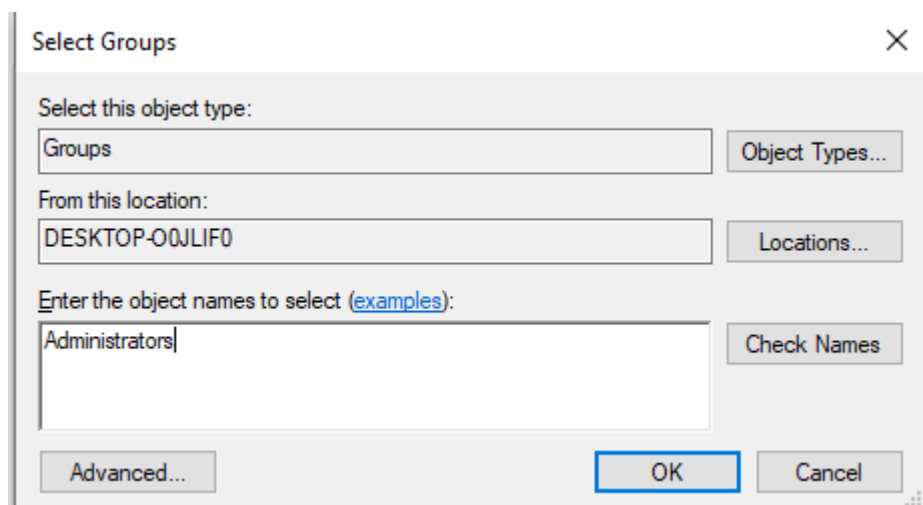 Select Groups
Select this object type:
Groups
Object Types...
From this location:
DESKTOP-O0JLIF0
Locations...
Enter the object names to select (examples):
Administrators
Check Names
Advanced...
OK
Cancel